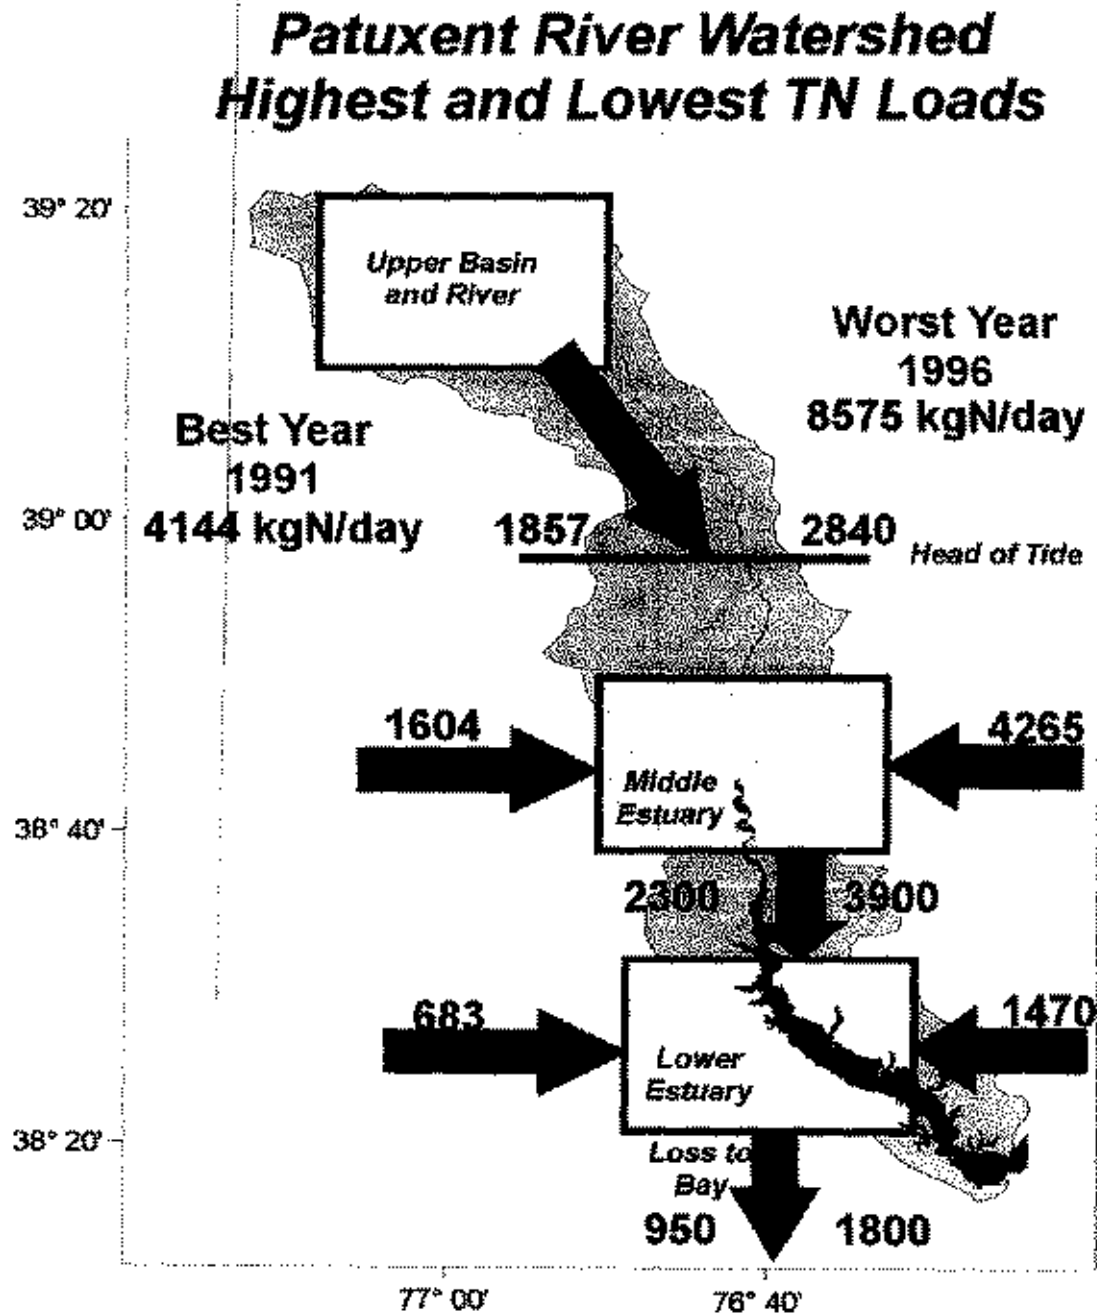 Patuxent River Watershed
Highest and Lowest TN Loads
39° 20'
Upper Basin
and River
Worst Year
1996
8575 kgN/day
Best Year
1991
4144 kgN/day
39° 00'
1857
2840
Head of Tide
1604
4265
Middle
Estuary
38° 40'
2300
3900
683
1470
Lower
Estuary
38° 20'
Loss to
Bay
950
1800
77° 00'
76° 40'